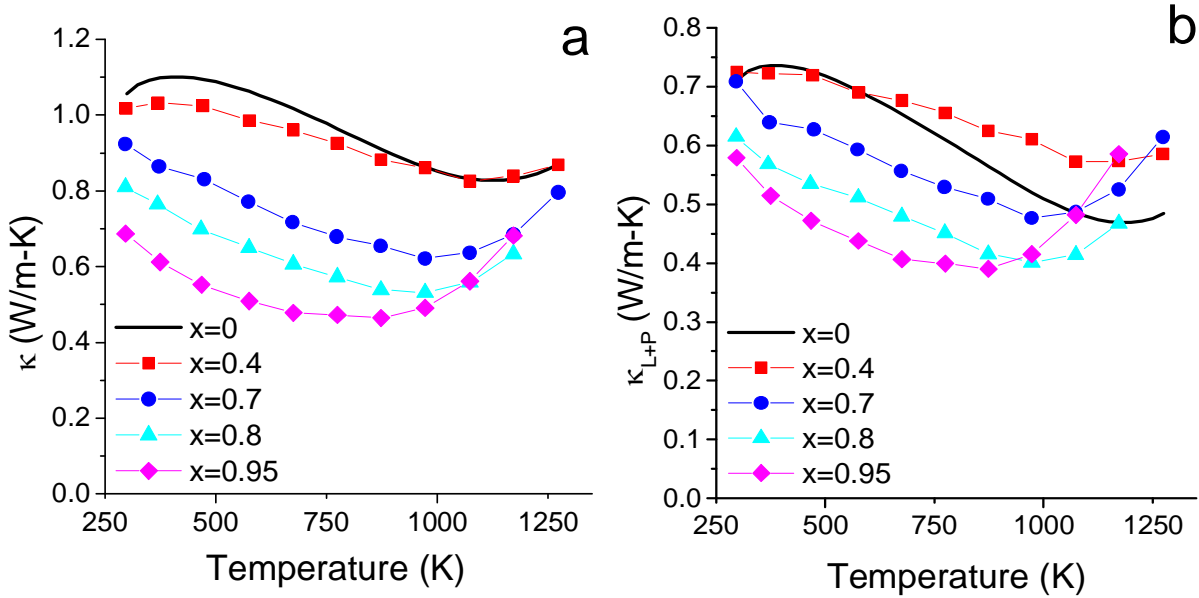 a
1.2
1.0
0.8
0.6
0.4
0.2
0.0
κ (W/m-K)
x=0
x=0.4
x=0.7
x=0.8
x=0.95
250 500 750 1000 1250
Temperature (K)
b
0.8
0.7
0.6
0.5
0.4
0.3
0.2
0.1
0.0
κL+P (W/m-K)
x=0
x=0.4
x=0.7
x=0.8
x=0.95
250 500 750 1000 1250
Temperature (K)